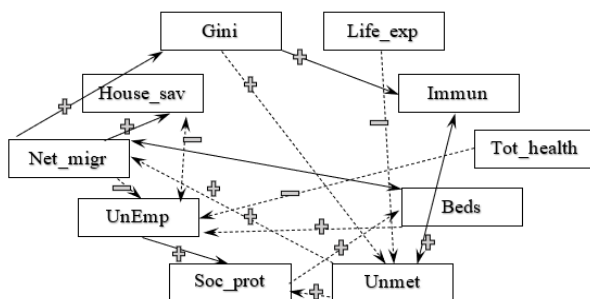 Gini
Life_exp
House_sav
Immun
Net_migr
Tot_health
UnEmp
Beds
Soc_prot
Unmet